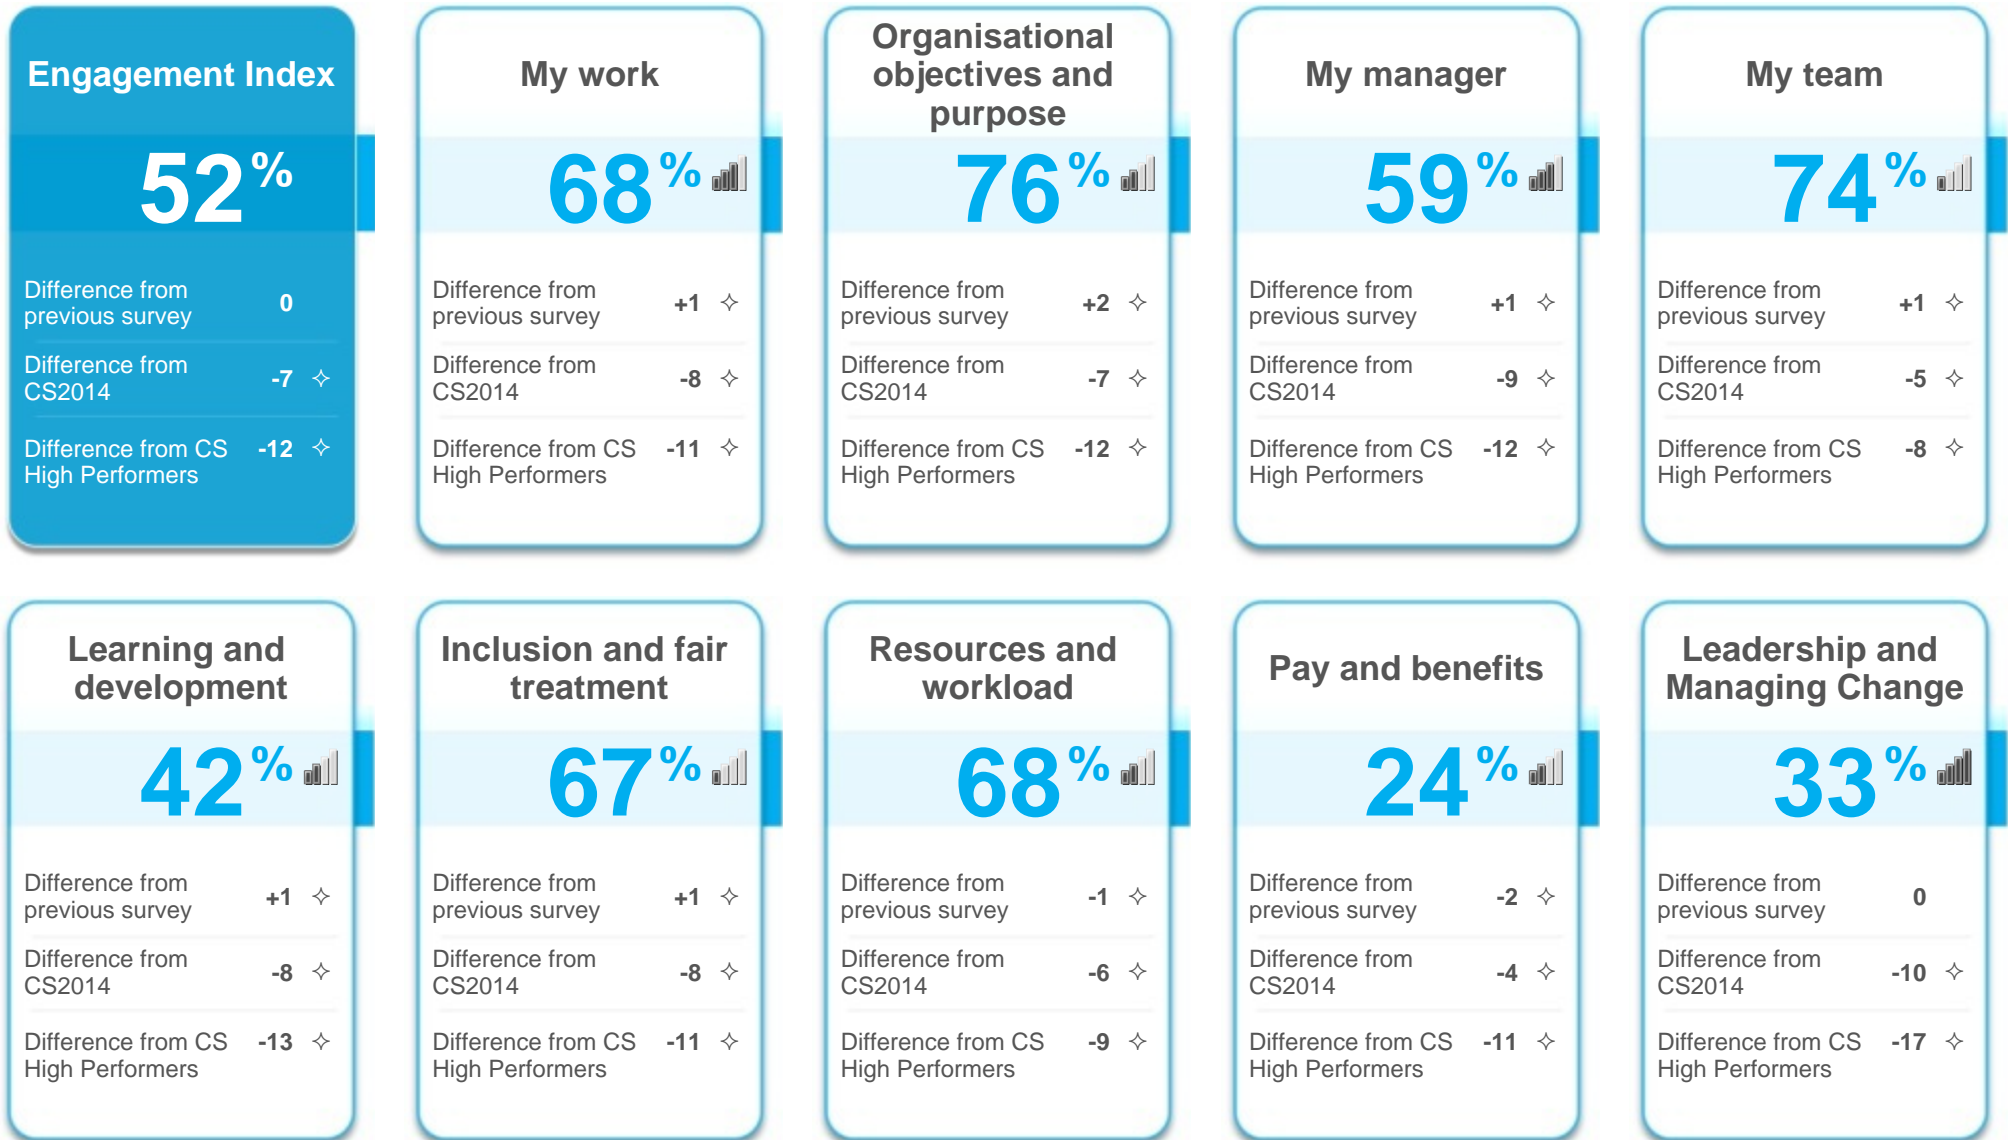 Engagement Index
52%
Difference from
previous survey
0
Difference from
CS2014
-7 ✧
Difference from CS
High Performers
-12 ✧
My work
68%
Difference from
previous survey
+1 ✧
Difference from
CS2014
-8 ✧
Difference from CS
High Performers
-11 ✧
Organisational
objectives and
purpose
76%
Difference from
previous survey
+2 ✧
Difference from
CS2014
-7 ✧
Difference from CS
High Performers
-12 ✧
My manager
59%
Difference from
previous survey
+1 ✧
Difference from
CS2014
-9 ✧
Difference from CS
High Performers
-12 ✧
My team
74%
Difference from
previous survey
+1 ✧
Difference from
CS2014
-5 ✧
Difference from CS
High Performers
-8 ✧
Learning and
development
42%
Difference from
previous survey
+1 ✧
Difference from
CS2014
-8 ✧
Difference from CS
High Performers
-13 ✧
Inclusion and fair
treatment
67%
Difference from
previous survey
+1 ✧
Difference from
CS2014
-8 ✧
Difference from CS
High Performers
-11 ✧
Resources and
workload
68%
Difference from
previous survey
-1 ✧
Difference from
CS2014
-6 ✧
Difference from CS
High Performers
-9 ✧
Pay and benefits
24%
Difference from
previous survey
-2 ✧
Difference from
CS2014
-4 ✧
Difference from CS
High Performers
-11 ✧
Leadership and
Managing Change
33%
Difference from
previous survey
0
Difference from
CS2014
-10 ✧
Difference from CS
High Performers
-17 ✧